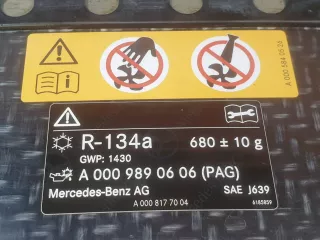 A 000 584 05 24
R-134a 680 ± 10 g
GWP: 1430
A 000 989 06 06 (PAG)
Mercedes-Benz AG SAE J639
A 000 817 70 04 6185859